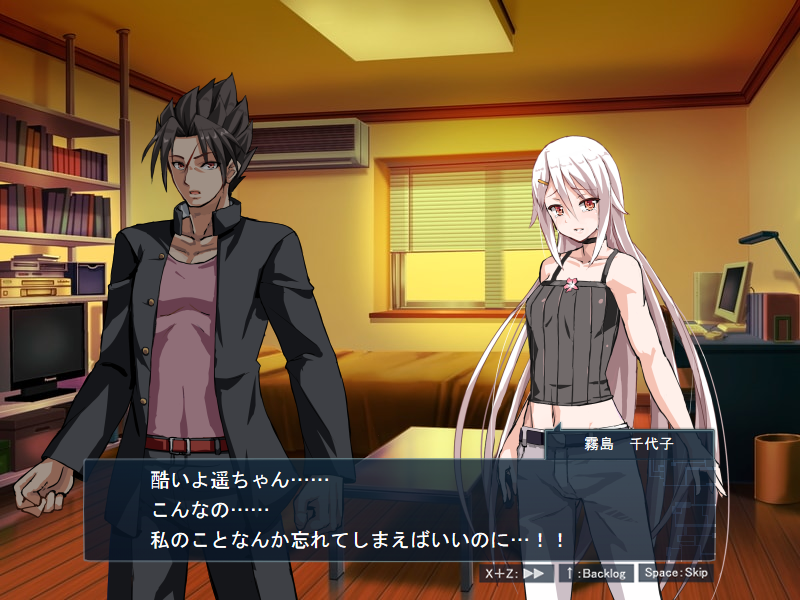 霧島 千代子
酷いよ遥ちゃん……
こんなの……
私のことなんか忘れてしまえばいいのに…！！
X+Z:▶▶ ↑:Backlog Space:Skip
Panasonic